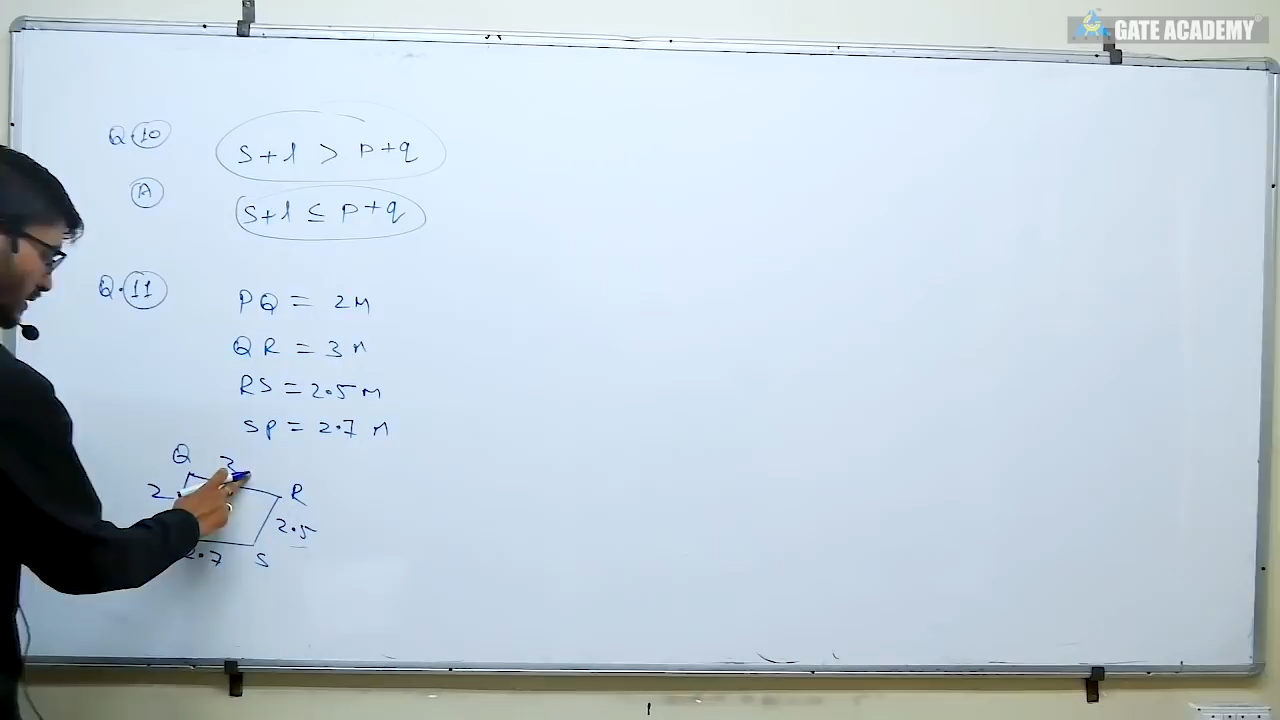 GATE ACADEMY
Q.10 S+l > P+q
A S+l ≤ P+q
Q.11 PQ = 2M
QR = 3M
RS = 2.5M
SP = 2.7M
Q 3
2 R
2.5
2.7 S